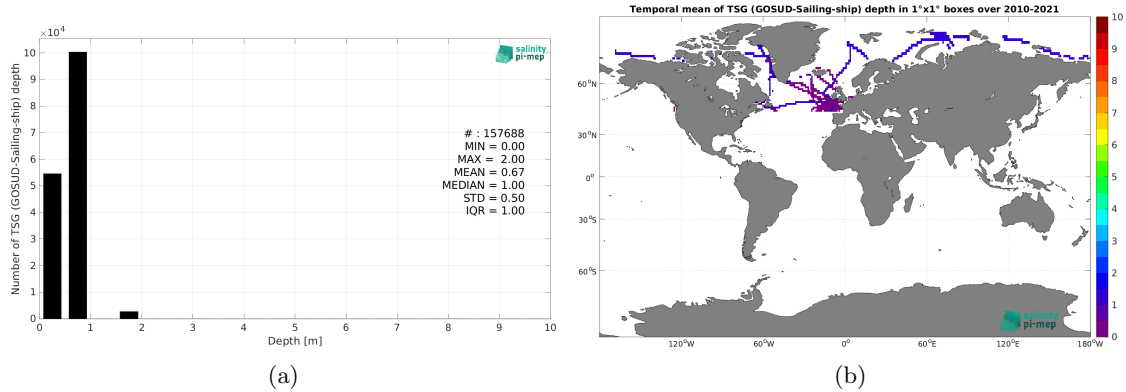 ×10⁴
10
9
8
7
6
5
4
3
2
1
0
Number of TSG (GOSUD-Sailing-ship) depth
salinity
pi-mep
# : 157688
MIN = 0.00
MAX = 2.00
MEAN = 0.67
MEDIAN = 1.00
STD = 0.50
IQR = 1.00
0 1 2 3 4 5 6 7 8 9 10
Depth [m]
(a)
Temporal mean of TSG (GOSUD-Sailing-ship) depth in 1°x1° boxes over 2010-2021
60°N
30°N
0°
30°S
60°S
120°W 60°W 0° 60°E 120°E 180°W
salinity
pi-mep
10
9
8
7
6
5
4
3
2
1
0
(b)